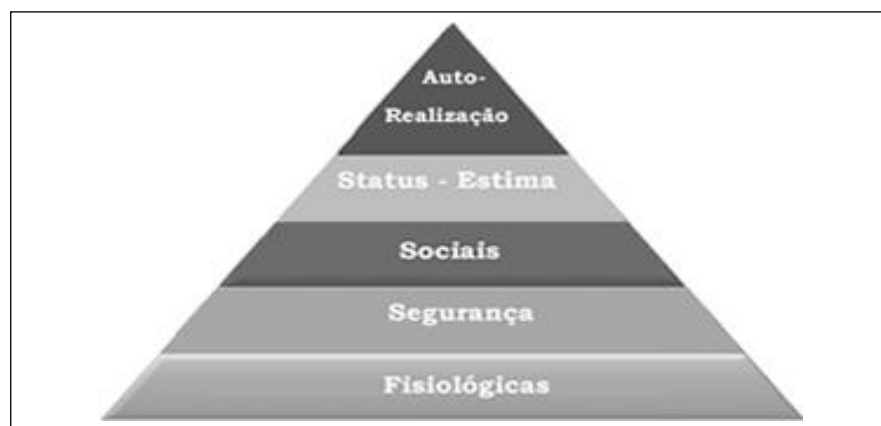 Auto-
Realização
Status - Estima
Sociais
Segurança
Fisiológicas